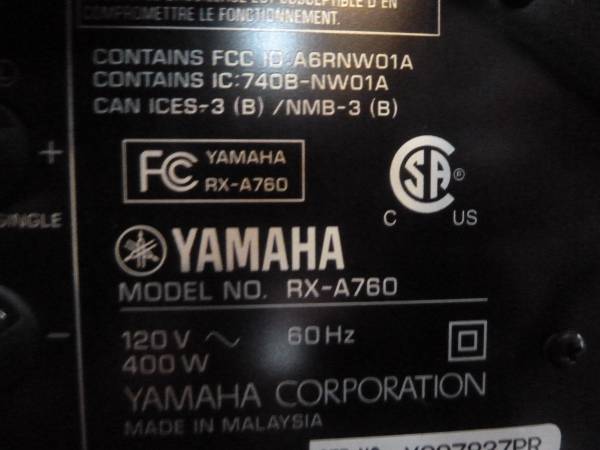 COMPROMETTRE LE FONCTIONNEMENT.
CONTAINS FCC ID:A6RNW01A
CONTAINS IC:740B-NW01A
CAN ICES-3 (B) /NMB-3 (B)
+
FC YAMAHA
RX-A760
CSA ®
C US
YAMAHA
MODEL NO. RX-A760
120 V ~ 60 Hz
400 W
-
YAMAHA CORPORATION
MADE IN MALAYSIA